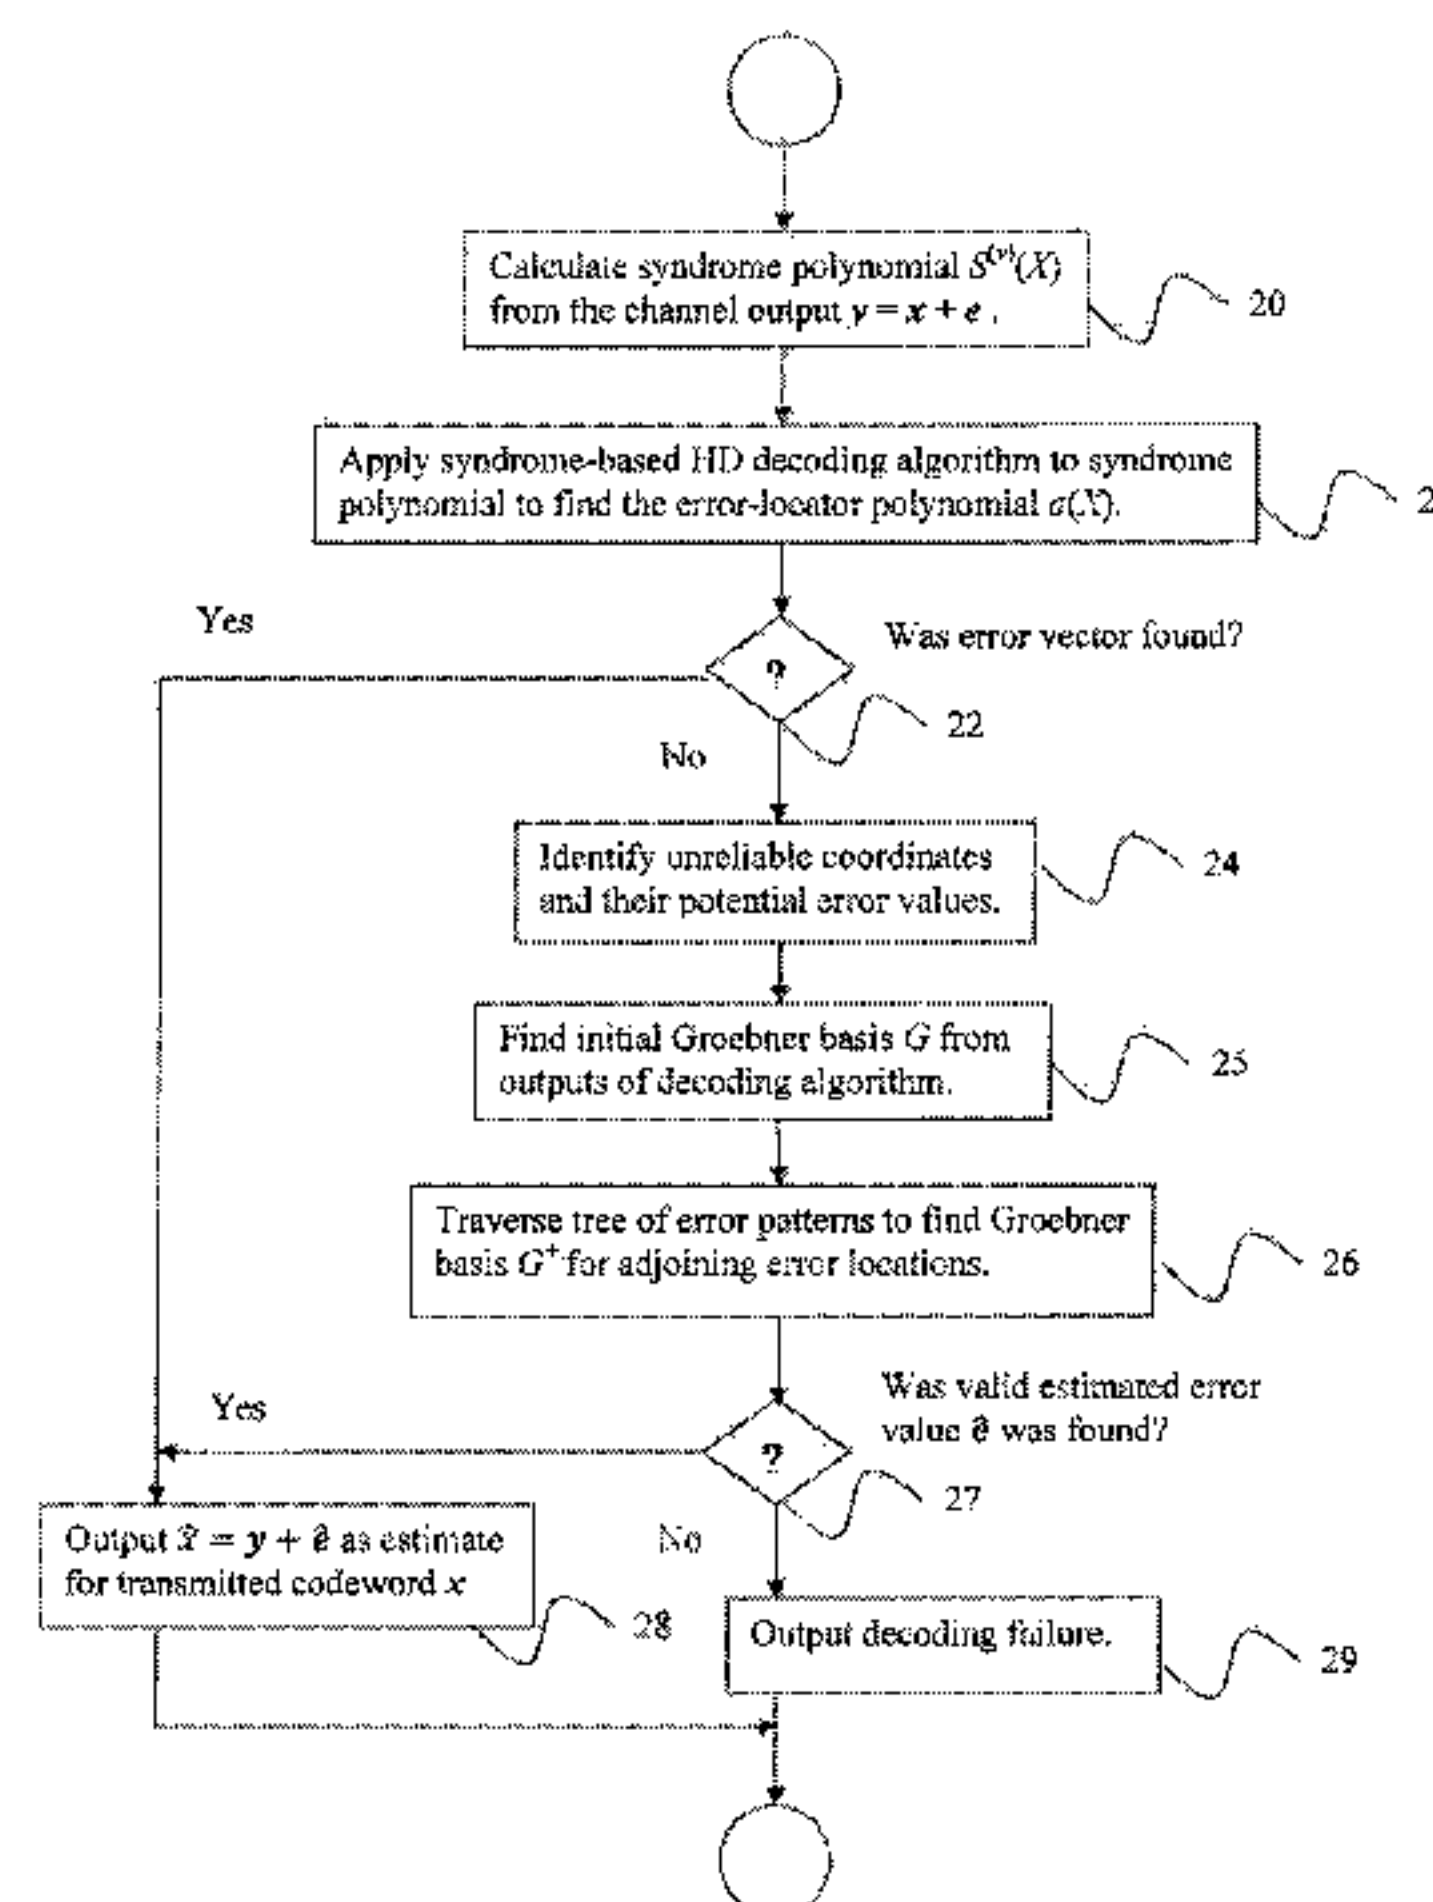 Calculate syndrome polynomial S^(y)(X)
from the channel output y = x + e .
20
Apply syndrome-based HD decoding algorithm to syndrome
polynomial to find the error-locator polynomial σ(X).
2
Yes
Was error vector found?
?
22
No
Identify unreliable coordinates
and their potential error values.
24
Find initial Groebner basis G from
outputs of decoding algorithm.
25
Traverse tree of error patterns to find Groebner
basis G⁺ for adjoining error locations.
26
Was valid estimated error
value ê was found?
Yes
?
27
No
Output x̂ = y + ê as estimate
for transmitted codeword x
28
Output decoding failure.
29